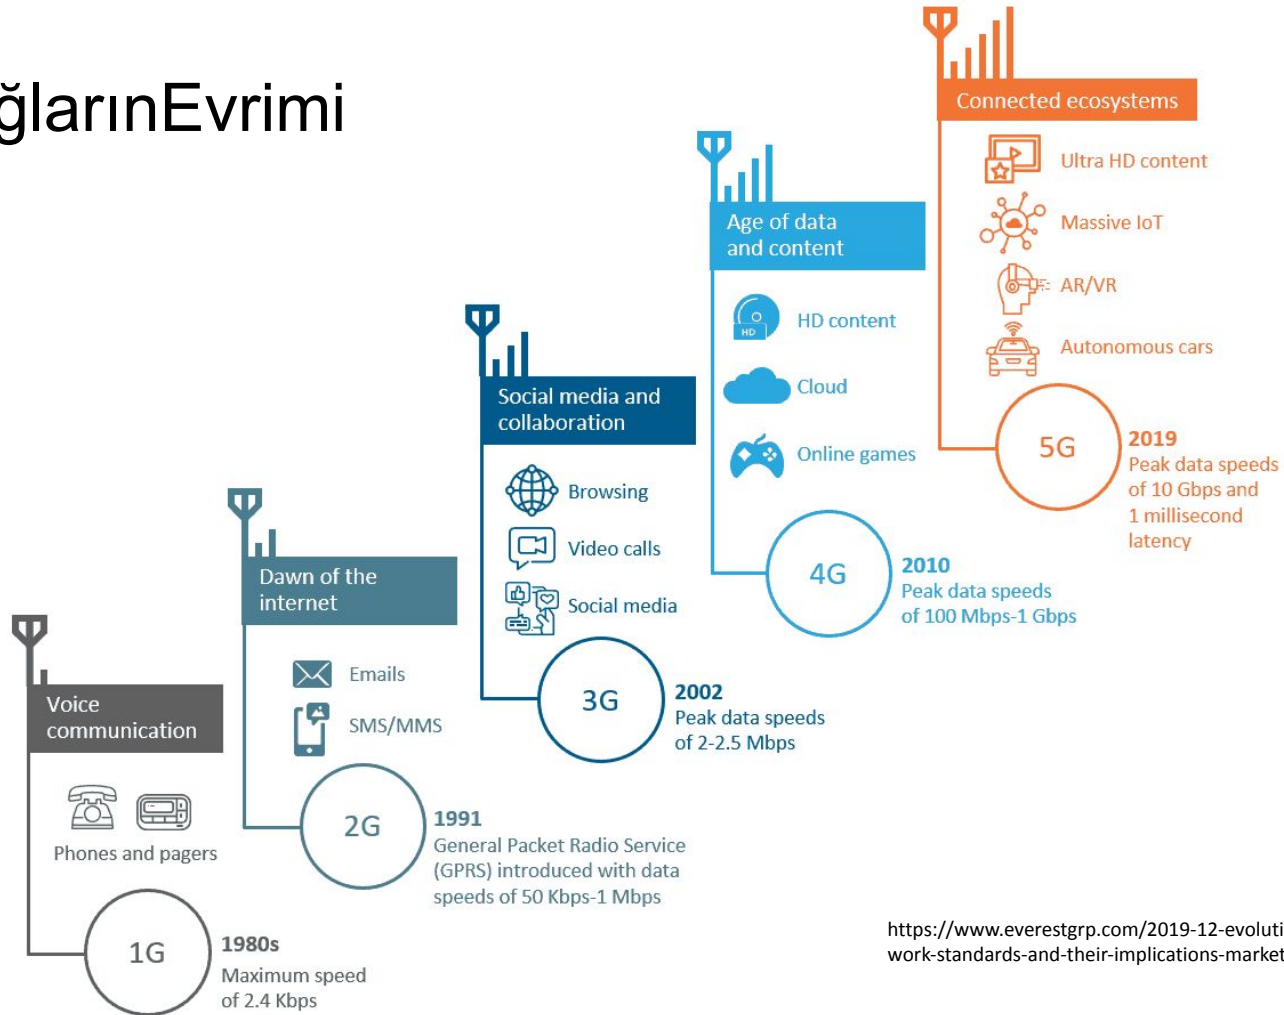 ğlarınEvrimi
Connected ecosystems
Ultra HD content
Massive IoT
AR/VR
Autonomous cars
5G
2019
Peak data speeds
of 10 Gbps and
1 millisecond
latency
Age of data
and content
HD
HD content
Cloud
Online games
4G
2010
Peak data speeds
of 100 Mbps-1 Gbps
Social media and
collaboration
Browsing
Video calls
Social media
3G
2002
Peak data speeds
of 2-2.5 Mbps
Dawn of the
internet
Emails
SMS/MMS
2G
1991
General Packet Radio Service
(GPRS) introduced with data
speeds of 50 Kbps-1 Mbps
Voice
communication
Phones and pagers
1G
1980s
Maximum speed
of 2.4 Kbps
https://www.everestgrp.com/2019-12-evoluti
work-standards-and-their-implications-market